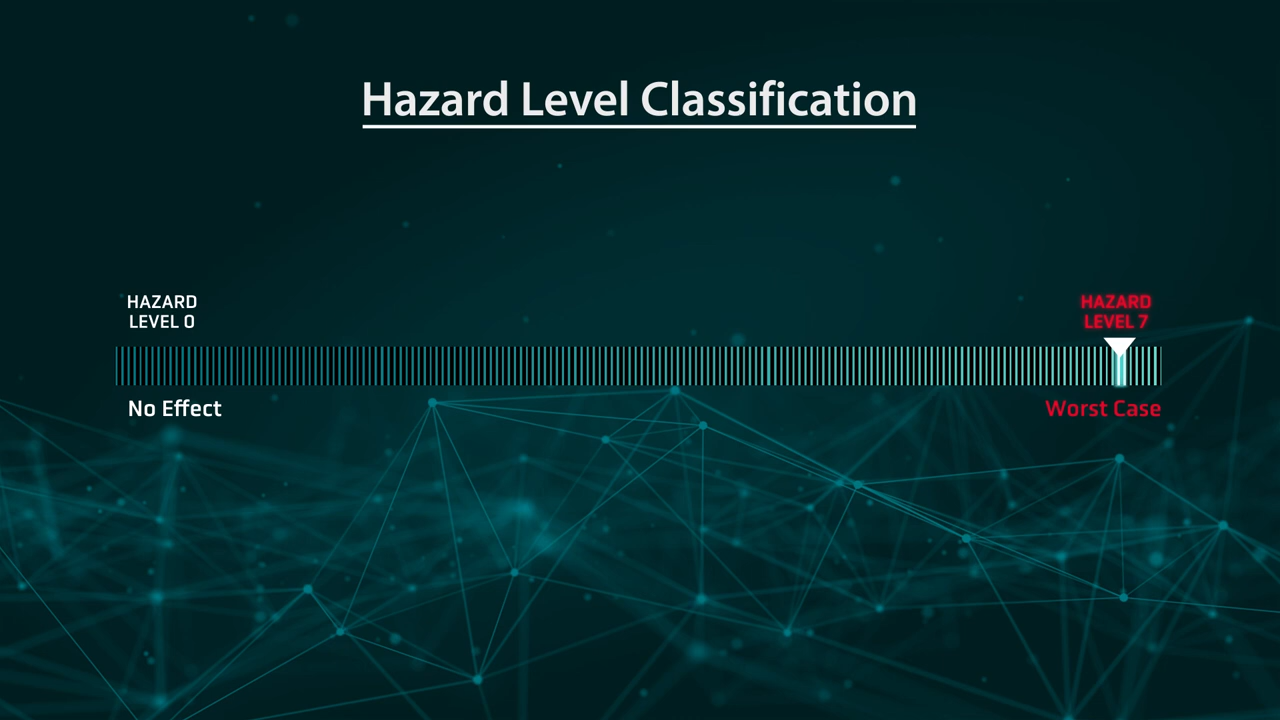 Hazard Level Classification
HAZARD
LEVEL 0
HAZARD
LEVEL 7
No Effect
Worst Case